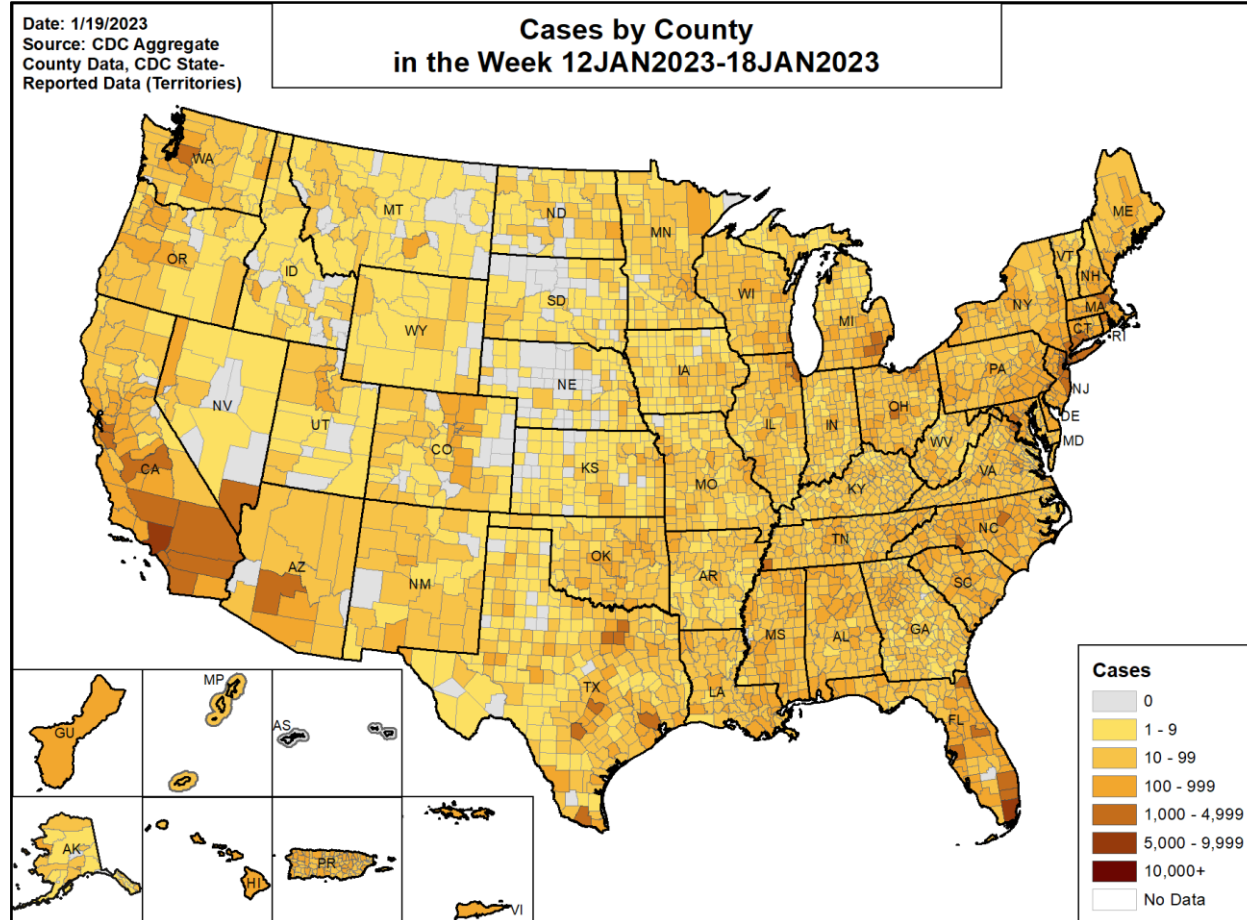 Date: 1/19/2023
Source: CDC Aggregate
County Data, CDC State-
Reported Data (Territories)
Cases by County
in the Week 12JAN2023-18JAN2023
WA
MT
ND
MN
ME
OR
ID
SD
WI
VT
NH
NY
MA
MI
CT
RI
WY
IA
PA
NE
NJ
NV
OH
DE
UT
IL
IN
MD
CO
WV
CA
KS
VA
MO
KY
NC
TN
AZ
OK
NM
AR
SC
MS
AL
GA
TX
LA
FL
MP
AS
GU
AK
HI
PR
VI
Cases
0
1 - 9
10 - 99
100 - 999
1,000 - 4,999
5,000 - 9,999
10,000+
No Data